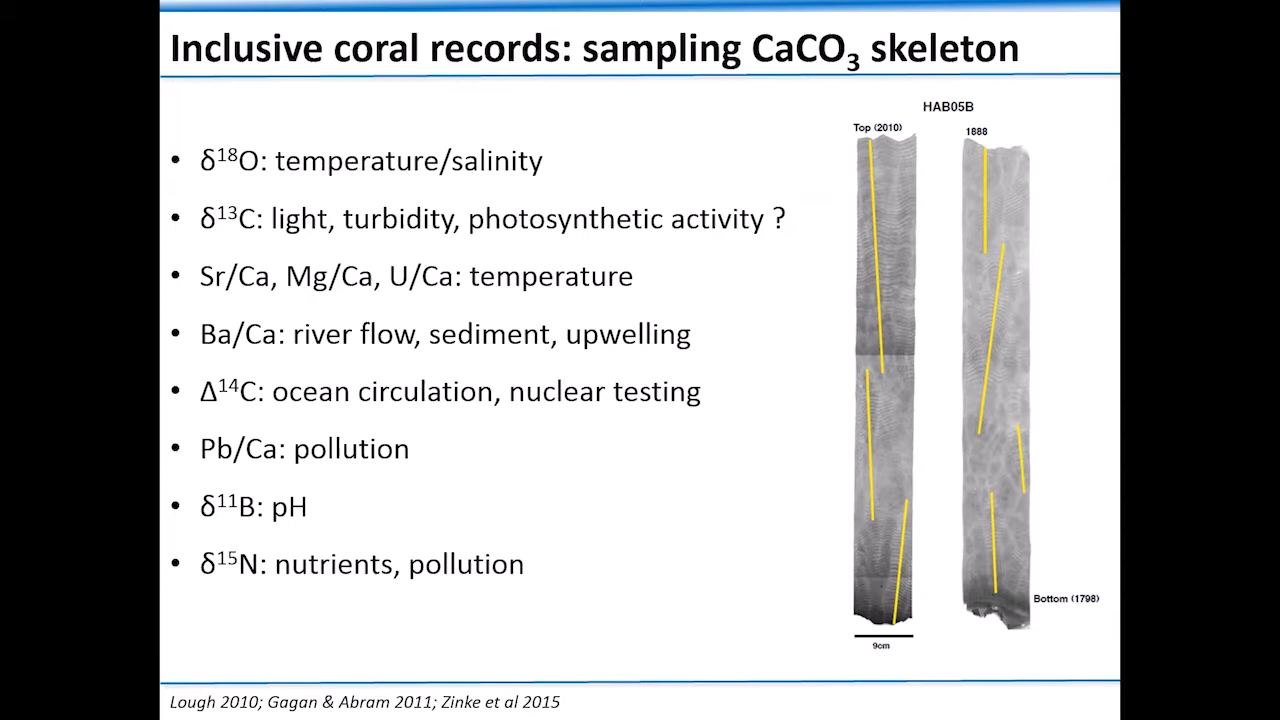 Inclusive coral records: sampling CaCO₃ skeleton
• δ¹⁸O: temperature/salinity
• δ¹³C: light, turbidity, photosynthetic activity ?
• Sr/Ca, Mg/Ca, U/Ca: temperature
• Ba/Ca: river flow, sediment, upwelling
• Δ¹⁴C: ocean circulation, nuclear testing
• Pb/Ca: pollution
• δ¹¹B: pH
• δ¹⁵N: nutrients, pollution
HAB05B
Top (2010)
1888
Bottom (1798)
9cm
Lough 2010; Gagan & Abram 2011; Zinke et al 2015